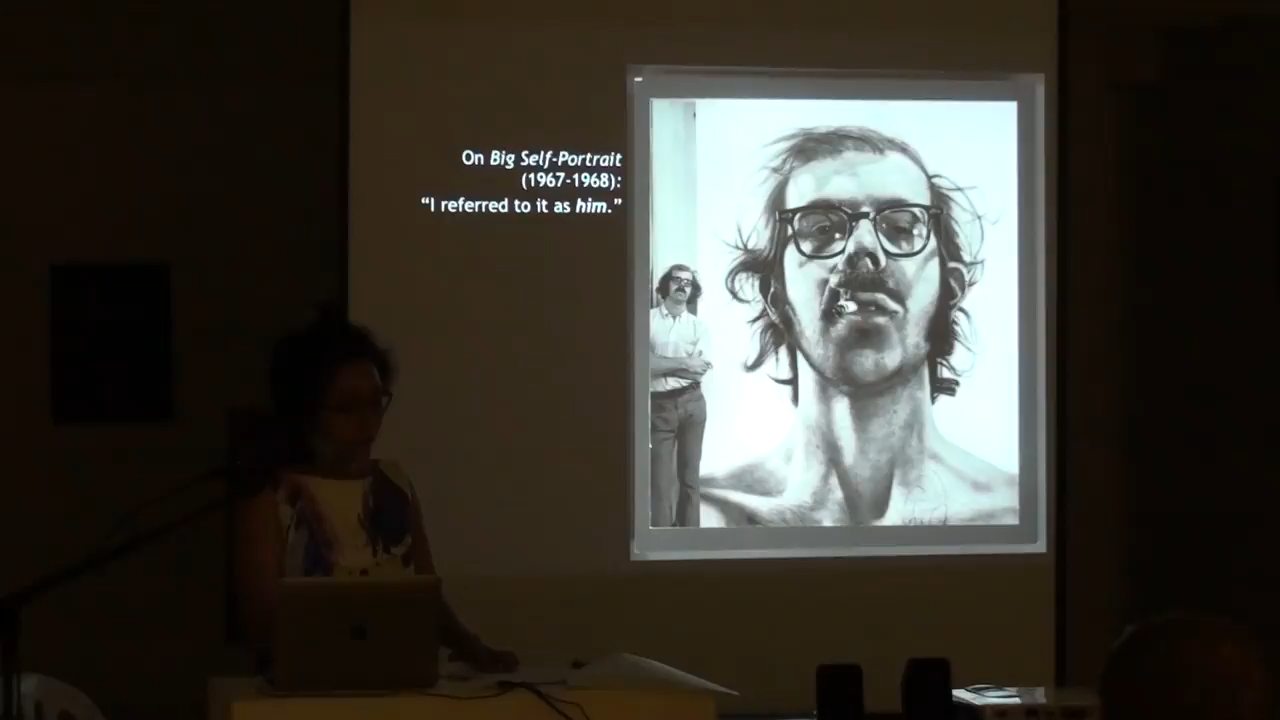 On Big Self-Portrait
(1967-1968):
“I referred to it as him.”